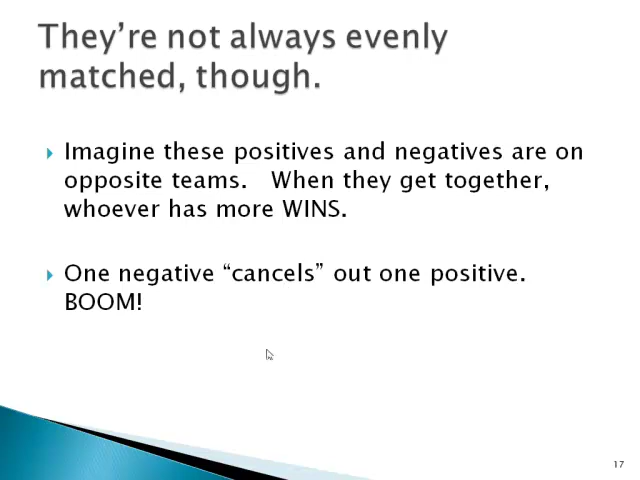 They're not always evenly
matched, though.
Imagine these positives and negatives are on
opposite teams.   When they get together,
whoever has more WINS.
One negative “cancels” out one positive.
BOOM!
17